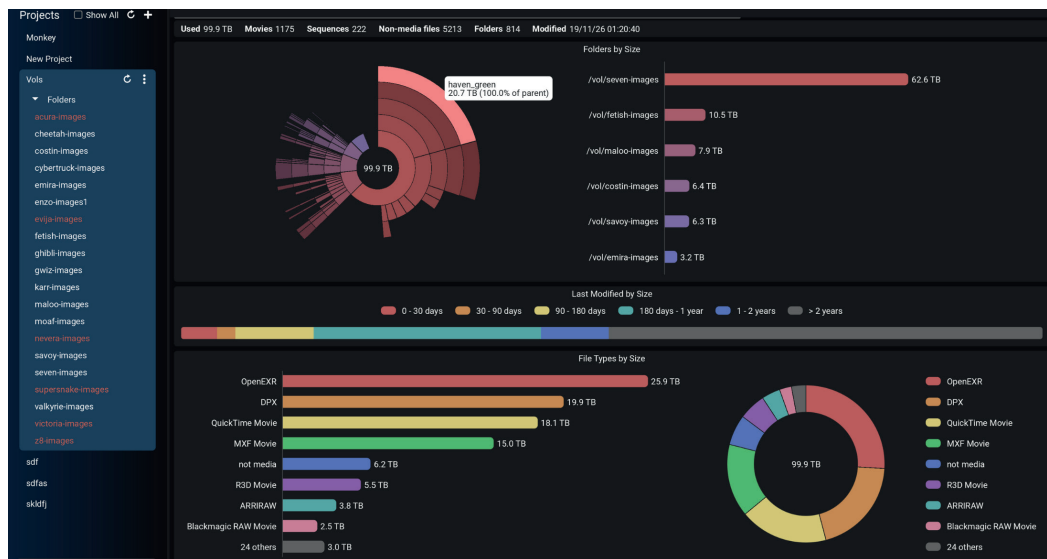 Projects Show All
Monkey
New Project
Vols
Folders
acura-images
cheetah-images
costin-images
cybertruck-images
emira-images
enzo-images1
evija-images
fetish-images
ghibli-images
gwiz-images
karr-images
maloo-images
moaf-images
nevera-images
savoy-images
seven-images
supersnake-images
valkyrie-images
victoria-images
z8-images
sdf
sdfas
skldfj
Used 99.9 TB Movies 1175 Sequences 222 Non-media files 5213 Folders 814 Modified 19/11/26 01:20:40
Folders by Size
haven_green
20.7 TB (100.0% of parent)
99.9 TB
/vol/seven-images 62.6 TB
/vol/fetish-images 10.5 TB
/vol/maloo-images 7.9 TB
/vol/costin-images 6.4 TB
/vol/savoy-images 6.3 TB
/vol/emira-images 3.2 TB
Last Modified by Size
0 - 30 days 30 - 90 days 90 - 180 days 180 days - 1 year 1 - 2 years > 2 years
File Types by Size
OpenEXR 25.9 TB
DPX 19.9 TB
QuickTime Movie 18.1 TB
MXF Movie 15.0 TB
not media 6.2 TB
R3D Movie 5.5 TB
ARRIRAW 3.8 TB
Blackmagic RAW Movie 2.5 TB
24 others 3.0 TB
99.9 TB
OpenEXR
DPX
QuickTime Movie
MXF Movie
not media
R3D Movie
ARRIRAW
Blackmagic RAW Movie
24 others